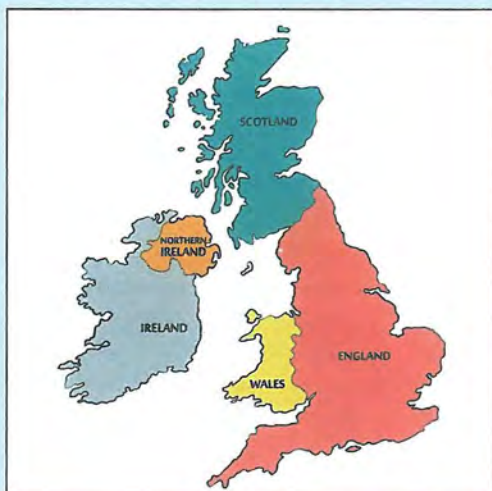 SCOTLAND
NORTHERN
IRELAND
IRELAND
ENGLAND
WALES